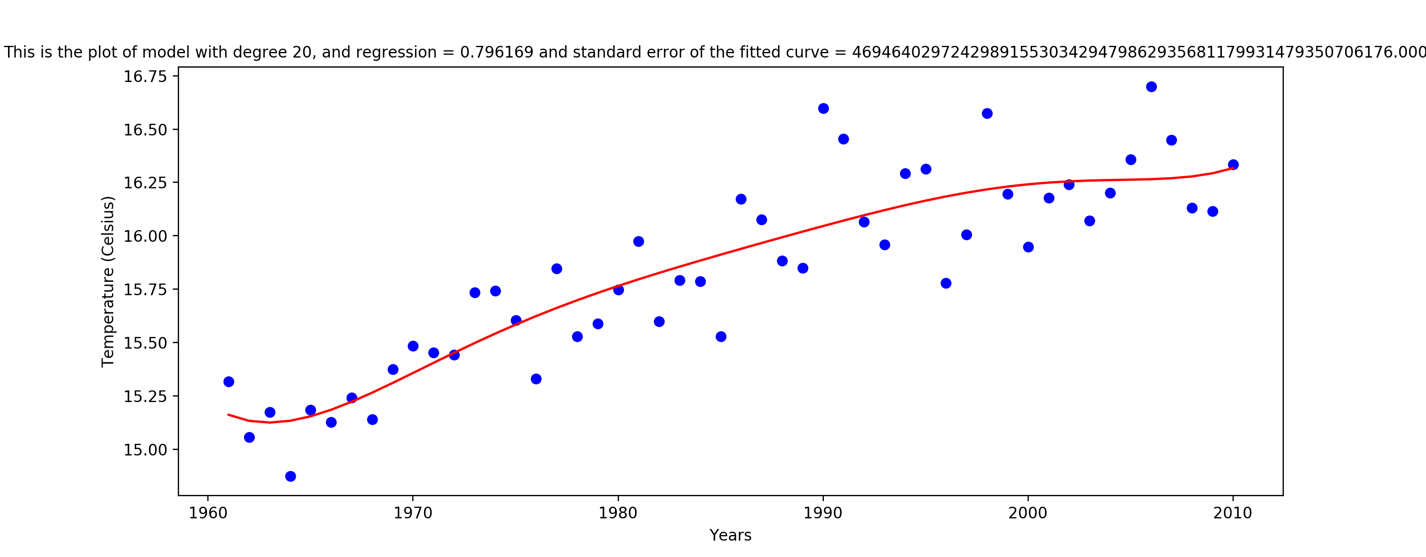 This is the plot of model with degree 20, and regression = 0.796169 and standard error of the fitted curve = 4694640297242989155303429479862935681179931479350706176.000
16.75
16.50
16.25
16.00
15.75
15.50
15.25
15.00
Temperature (Celsius)
1960 1970 1980 1990 2000 2010
Years